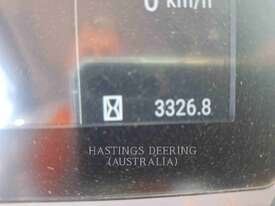 0 km/h
3326.8
HASTINGS DEERING
(AUSTRALIA)